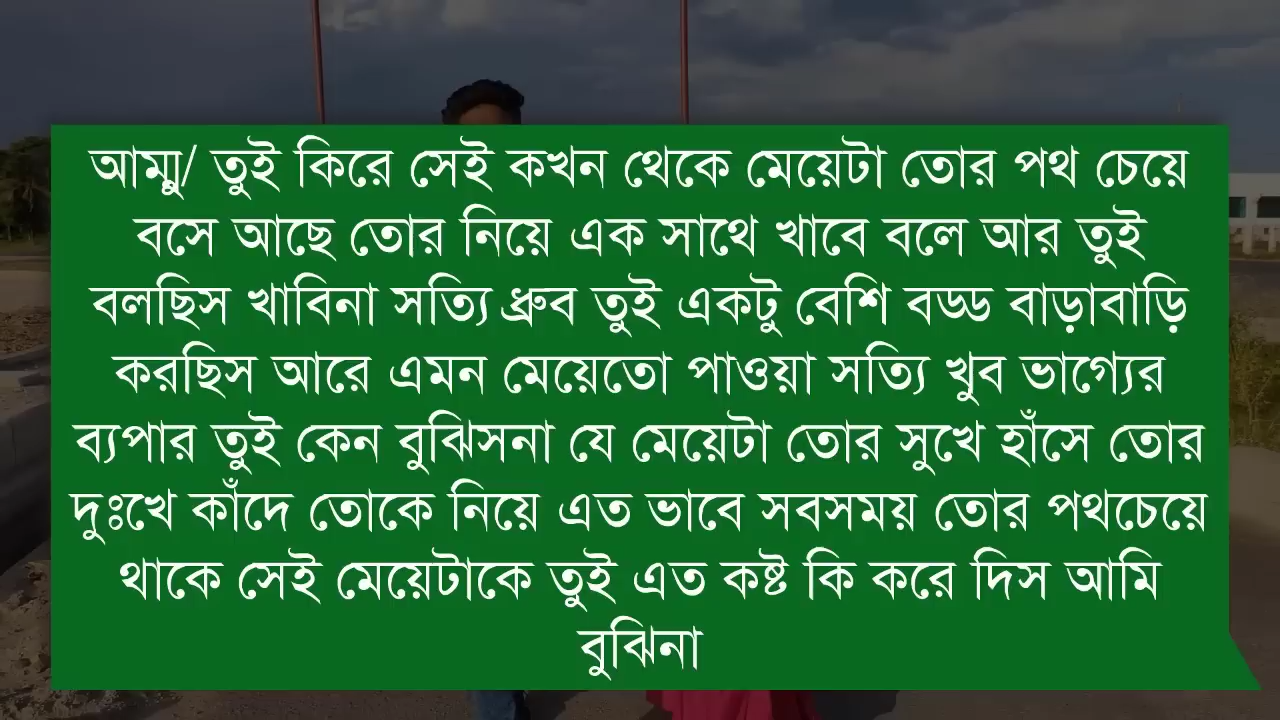 আম্মু/ তুই কিরে সেই কখন থেকে মেয়েটা তোর পথ চেয়ে
বসে আছে তোর নিয়ে এক সাথে খাবে বলে আর তুই
বলছিস খাবিনা সত্যি ধ্রুব তুই একটু বেশি বড্ড বাড়াবাড়ি
করছিস আরে এমন মেয়েতো পাওয়া সত্যি খুব ভাগ্যের
ব্যপার তুই কেন বুঝিসনা যে মেয়েটা তোর সুখে হাঁসে তোর
দুঃখে কাঁদে তোকে নিয়ে এত ভাবে সবসময় তোর পথচেয়ে
থাকে সেই মেয়েটাকে তুই এত কষ্ট কি করে দিস আমি
বুঝিনা